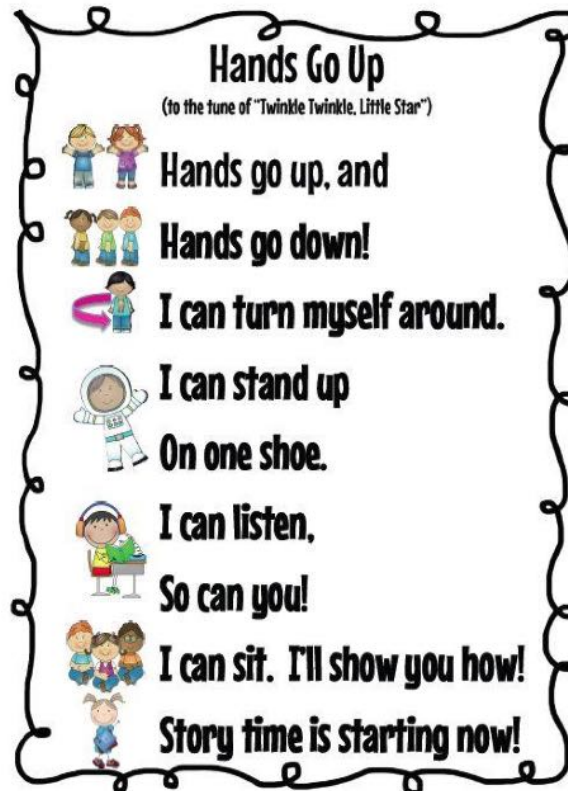 Hands Go Up
(to the tune of "Twinkle Twinkle, Little Star")
Hands go up, and
Hands go down!
I can turn myself around.
I can stand up
On one shoe.
I can listen,
So can you!
I can sit. I'll show you how!
Story time is starting now!